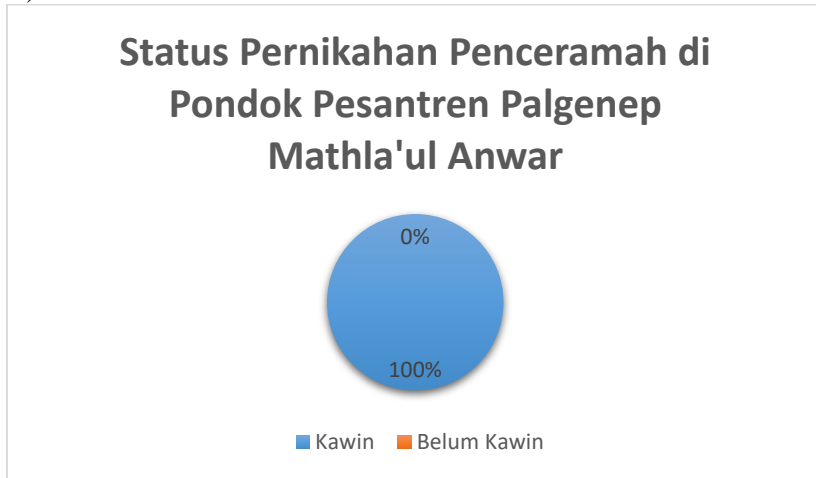 Status Pernikahan Penceramah di
Pondok Pesantren Palgenep
Mathla'ul Anwar
0%
100%
Kawin Belum Kawin